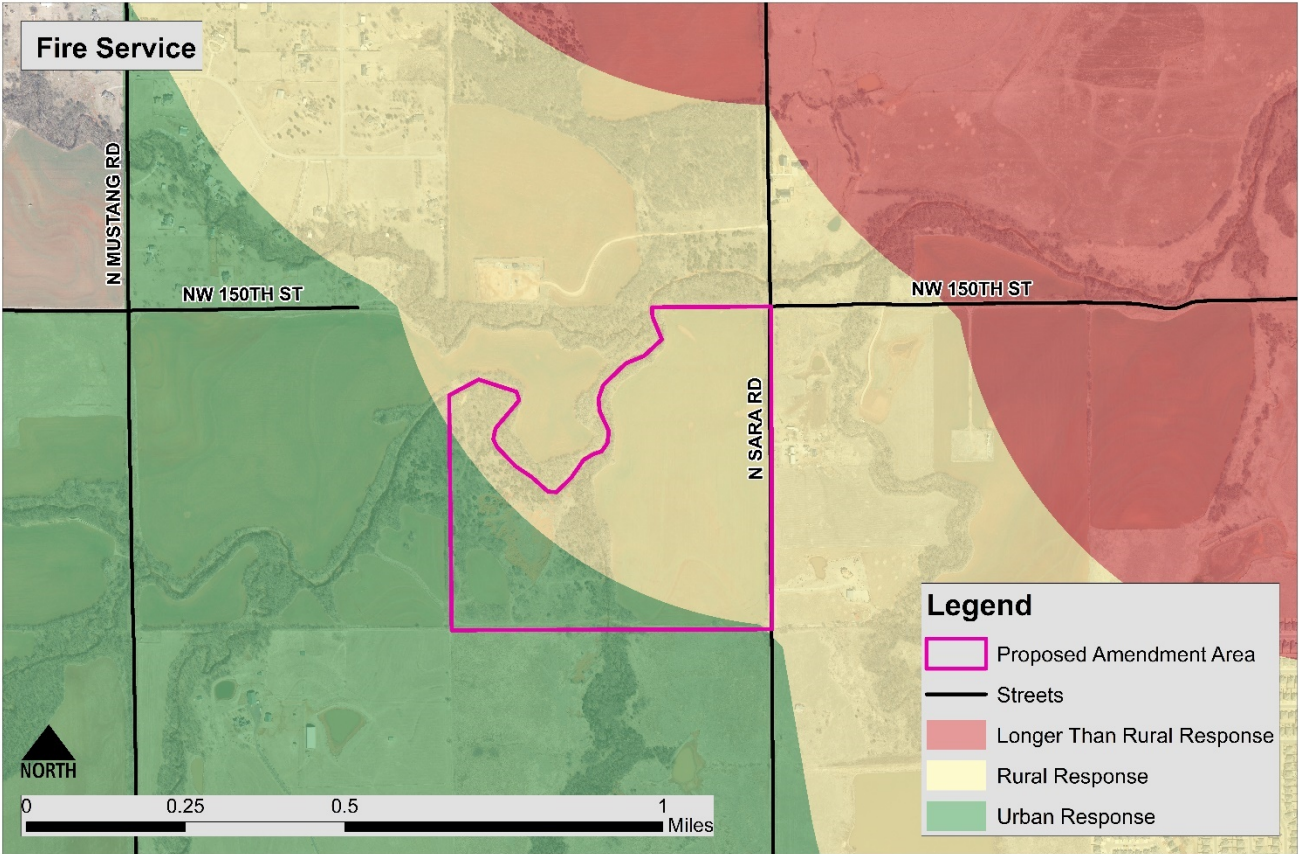 Fire Service
N MUSTANG RD
NW 150TH ST
NW 150TH ST
N SARA RD
Legend
Proposed Amendment Area
Streets
Longer Than Rural Response
Rural Response
Urban Response
NORTH
0 0.25 0.5 1
Miles